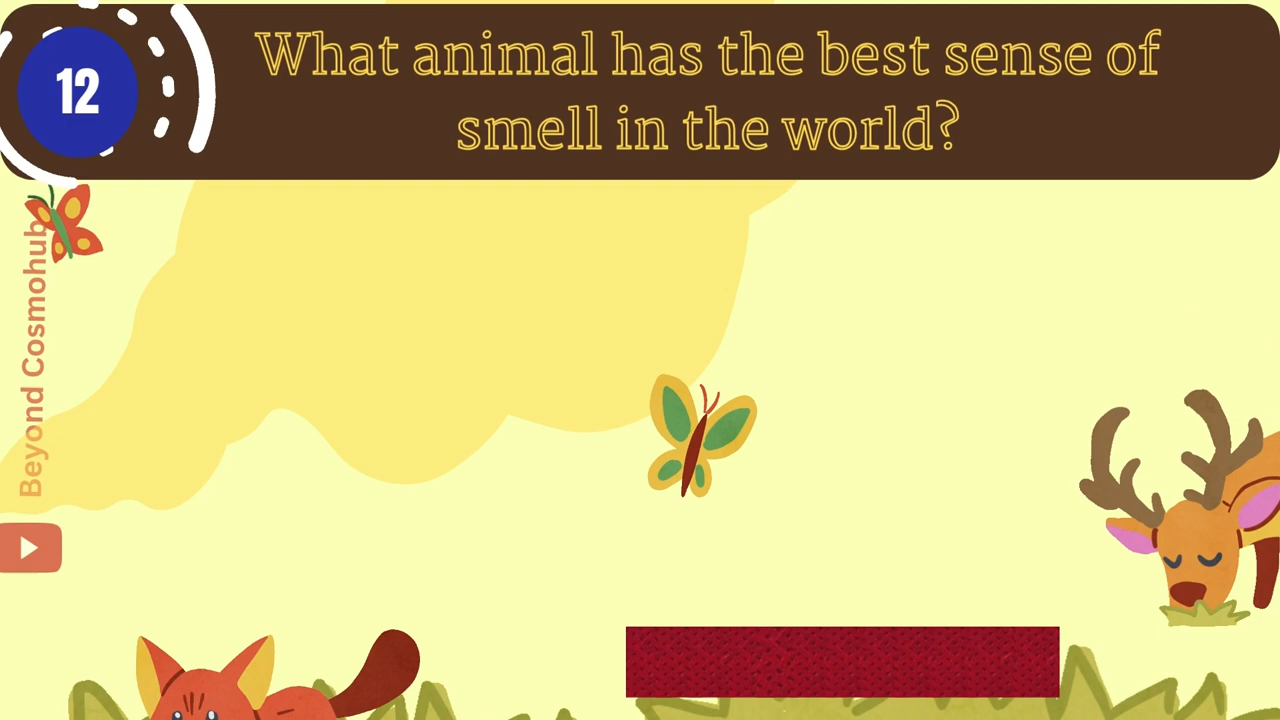 12
What animal has the best sense of
smell in the world?
Beyond Cosmohub